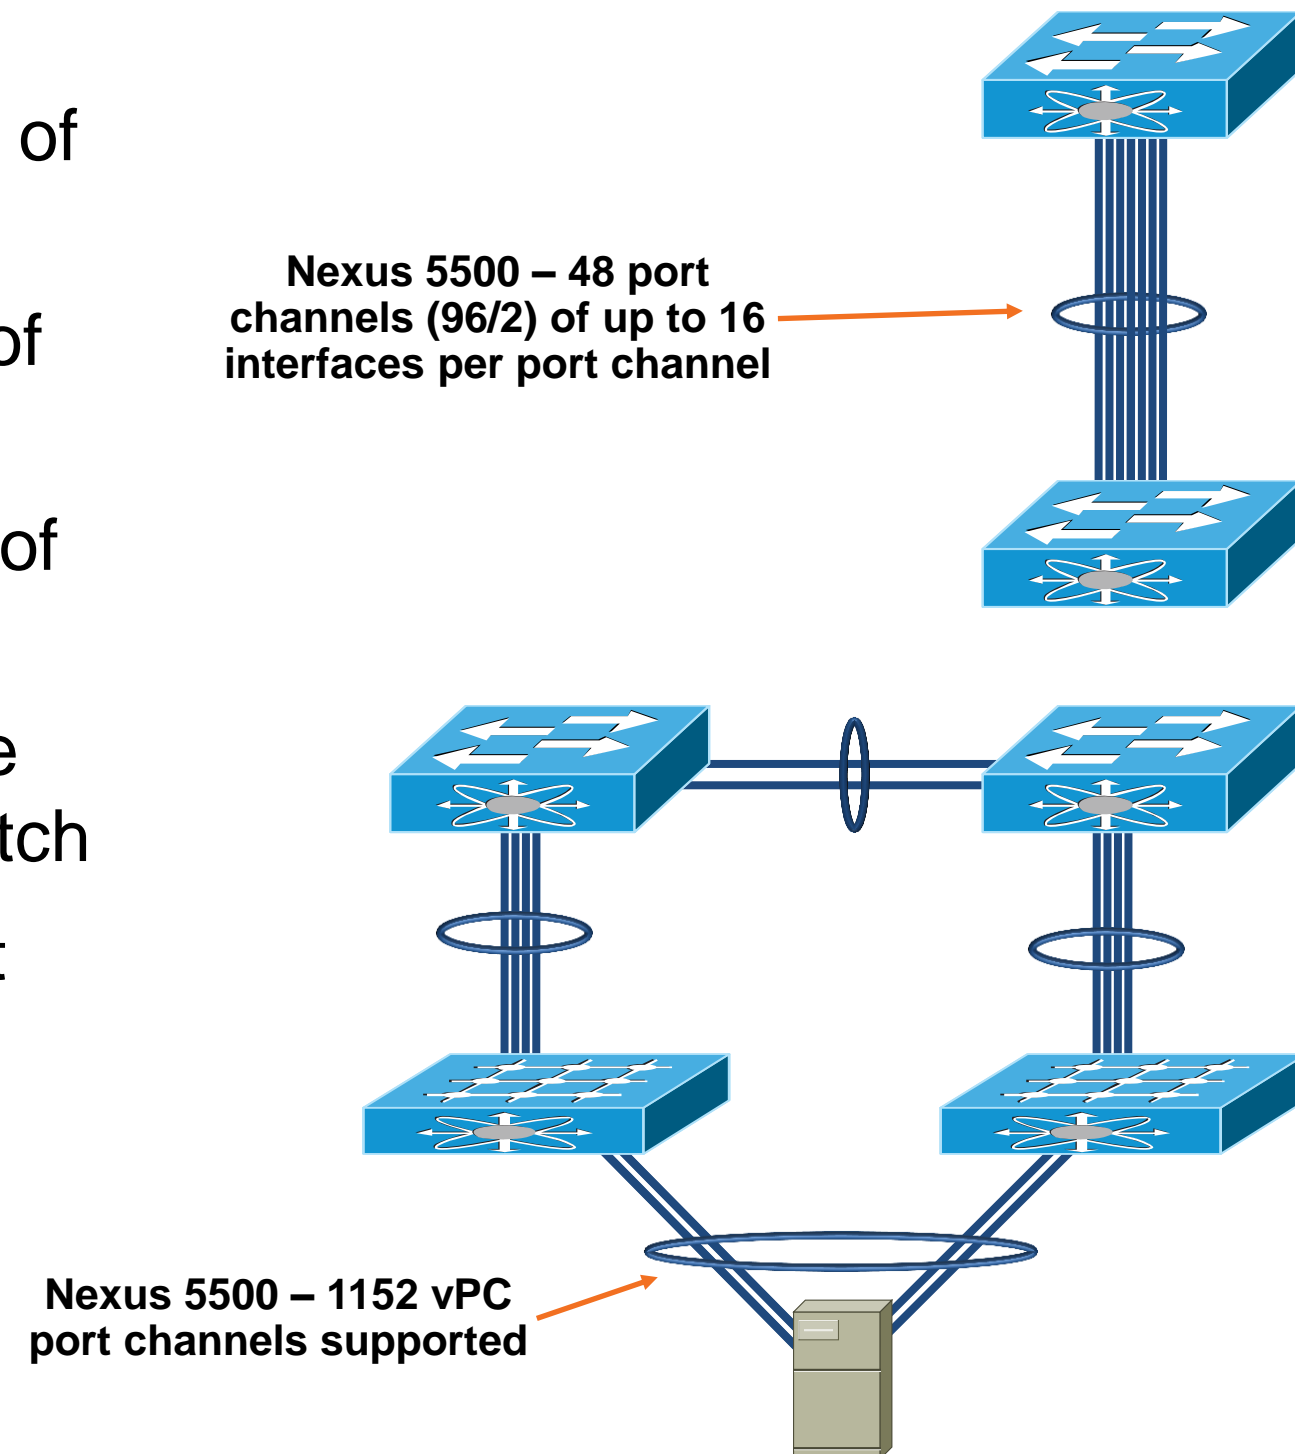 of
of
of
e
tch
t
Nexus 5500 – 48 port
channels (96/2) of up to 16
interfaces per port channel
Nexus 5500 – 1152 vPC
port channels supported